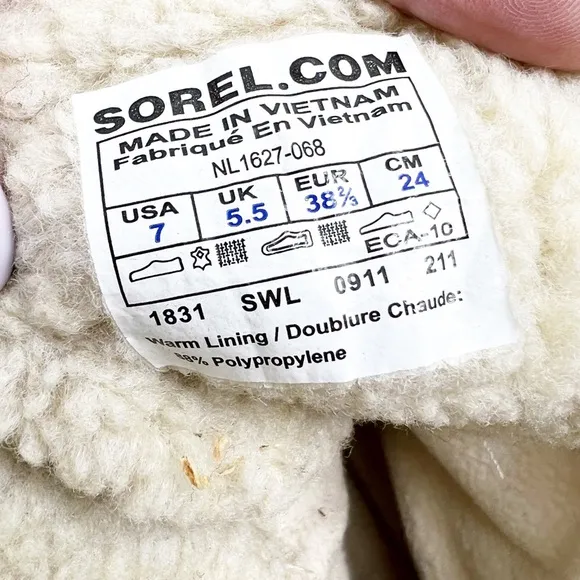 SOREL.COM
MADE IN VIETNAM
Fabriqué En Vietnam
NL1627-068
USA UK EUR CM
7 5.5 38⅔ 24
ECA-10
1831 SWL 0911 211
Warm Lining / Doublure Chaude:
88% Polypropylene